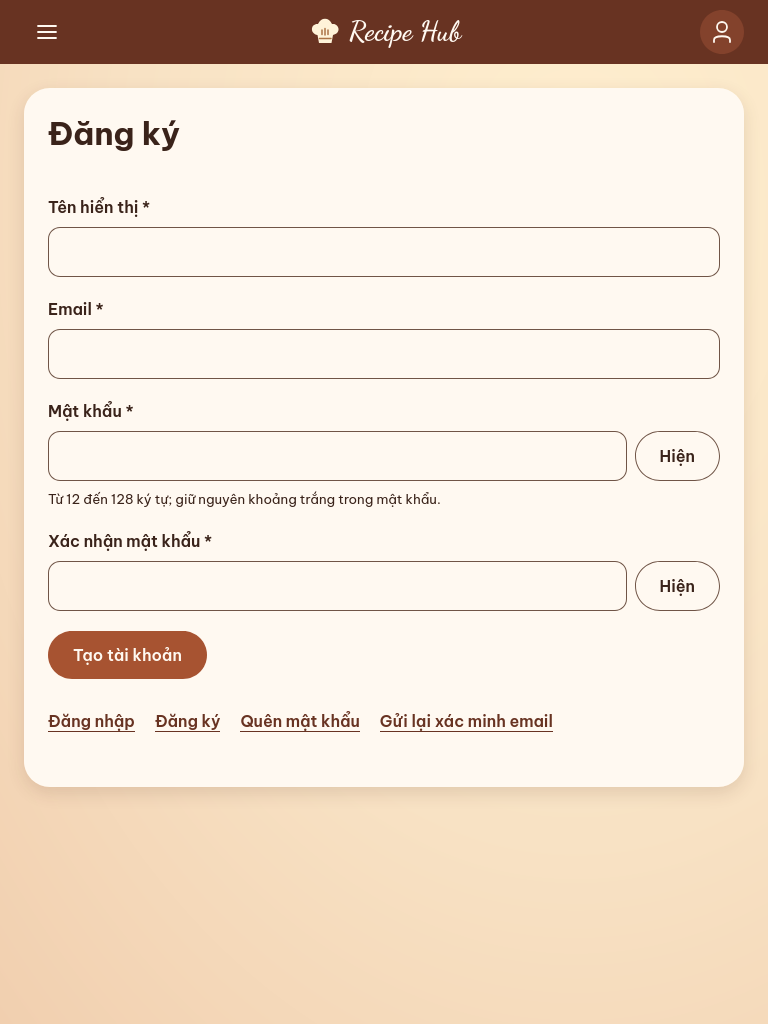 Recipe Hub
Đăng ký
Tên hiển thị *
Email *
Mật khẩu *
Hiện
Từ 12 đến 128 ký tự; giữ nguyên khoảng trắng trong mật khẩu.
Xác nhận mật khẩu *
Hiện
Tạo tài khoản
Đăng nhập Đăng ký Quên mật khẩu Gửi lại xác minh email